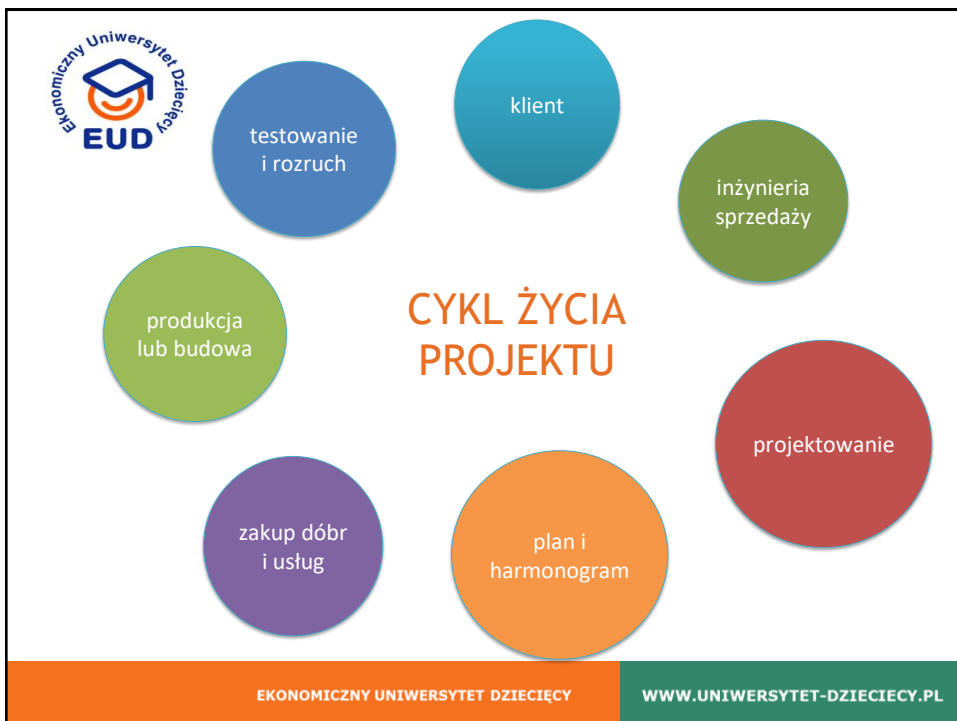 Ekonomiczny Uniwersytet Dziecięcy
EUD
klient
testowanie
i rozruch
inżynieria
sprzedaży
CYKL ŻYCIA
PROJEKTU
produkcja
lub budowa
projektowanie
zakup dóbr
i usług
plan i
harmonogram
EKONOMICZNY UNIWERSYTET DZIECIĘCY
WWW.UNIWERSYTET-DZIECIECY.PL